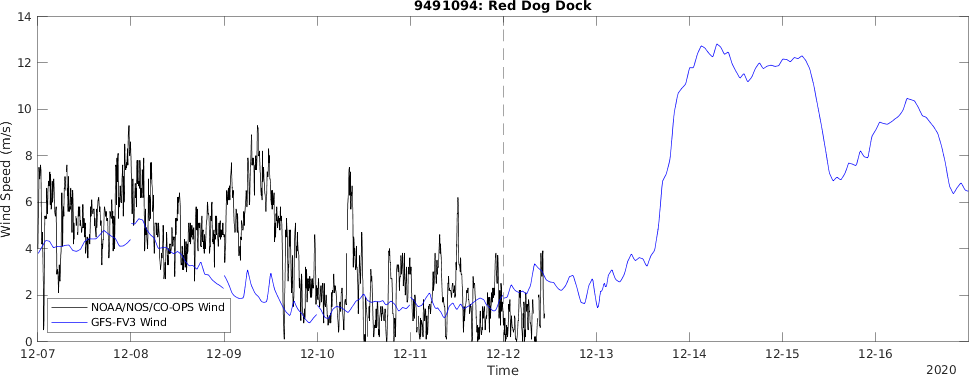 9491094: Red Dog Dock
14
12
10
8
6
4
2
0
Wind Speed (m/s)
NOAA/NOS/CO-OPS Wind
GFS-FV3 Wind
12-07 12-08 12-09 12-10 12-11 12-12 12-13 12-14 12-15 12-16
Time
2020